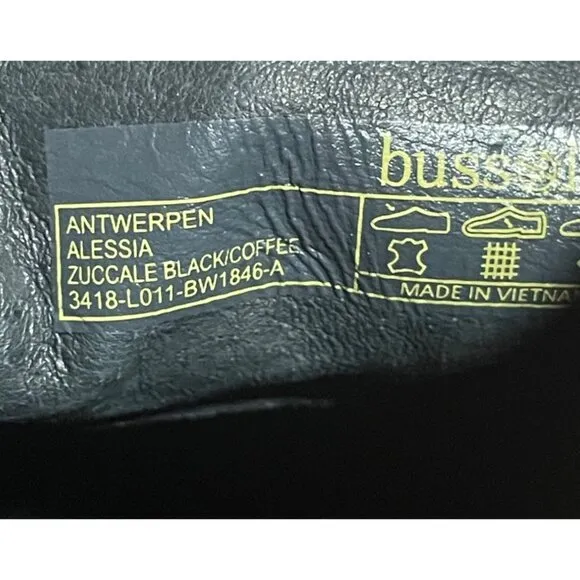 ANTWERPEN
ALESSIA
ZUCCALE BLACK/COFFEE
3418-L011-BW1846-A
MADE IN VIETNA